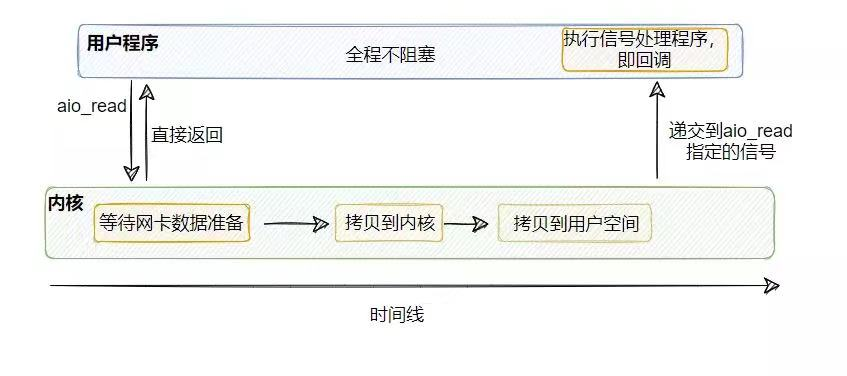 用户程序
全程不阻塞
执行信号处理程序，
即回调
aio_read
直接返回
递交到aio_read
指定的信号
内核
等待网卡数据准备
拷贝到内核
拷贝到用户空间
时间线